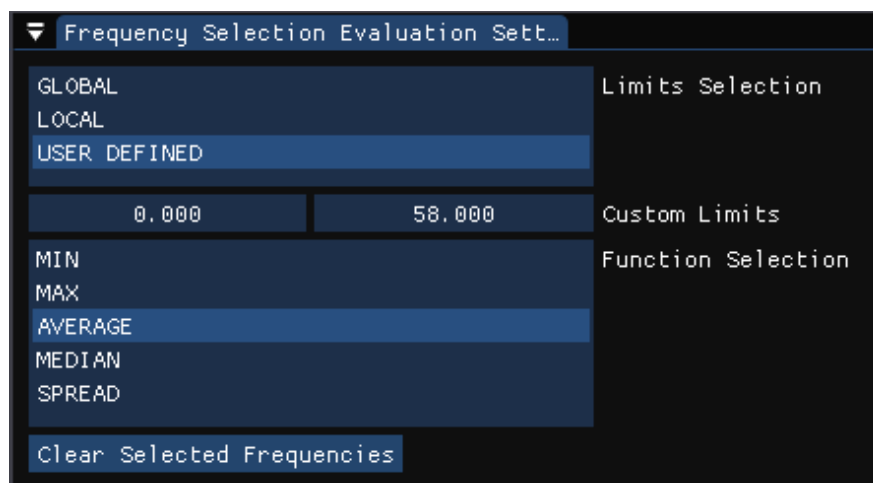 Frequency Selection Evaluation Sett…
GLOBAL
LOCAL
USER DEFINED
Limits Selection
0.000 58.000 Custom Limits
MIN
MAX
AVERAGE
MEDIAN
SPREAD
Function Selection
Clear Selected Frequencies